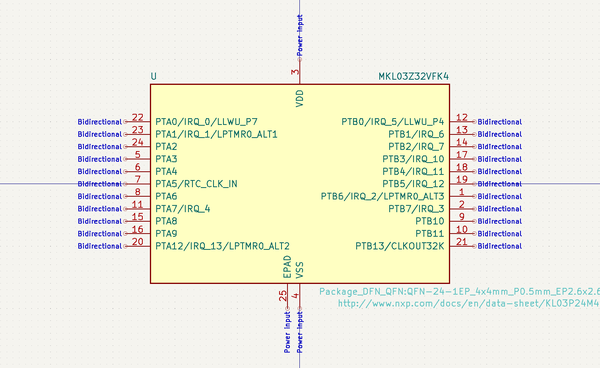 Power Input
3
U
MKL03Z32VFK4
VDD
Bidirectional 22 PTA0/IRQ_0/LLWU_P7 PTB0/IRQ_5/LLWU_P4 12 Bidirectional
Bidirectional 23 PTA1/IRQ_1/LPTMR0_ALT1 PTB1/IRQ_6 13 Bidirectional
Bidirectional 24 PTA2 PTB2/IRQ_7 14 Bidirectional
Bidirectional 5 PTA3 PTB3/IRQ_10 17 Bidirectional
Bidirectional 6 PTA4 PTB4/IRQ_11 18 Bidirectional
Bidirectional 7 PTA5/RTC_CLK_IN PTB5/IRQ_12 19 Bidirectional
Bidirectional 8 PTA6 PTB6/IRQ_2/LPTMR0_ALT3 1 Bidirectional
Bidirectional 11 PTA7/IRQ_4 PTB7/IRQ_3 2 Bidirectional
Bidirectional 15 PTA8 PTB10 9 Bidirectional
Bidirectional 16 PTA9 PTB11 10 Bidirectional
Bidirectional 20 PTA12/IRQ_13/LPTMR0_ALT2 PTB13/CLKOUT32K 21 Bidirectional
EPAD VSS
25 4
Package_DFN_QFN:QFN-24-1EP_4x4mm_P0.5mm_EP2.6x2.6
http://www.nxp.com/docs/en/data-sheet/KL03P24M4
Power Input Power Input